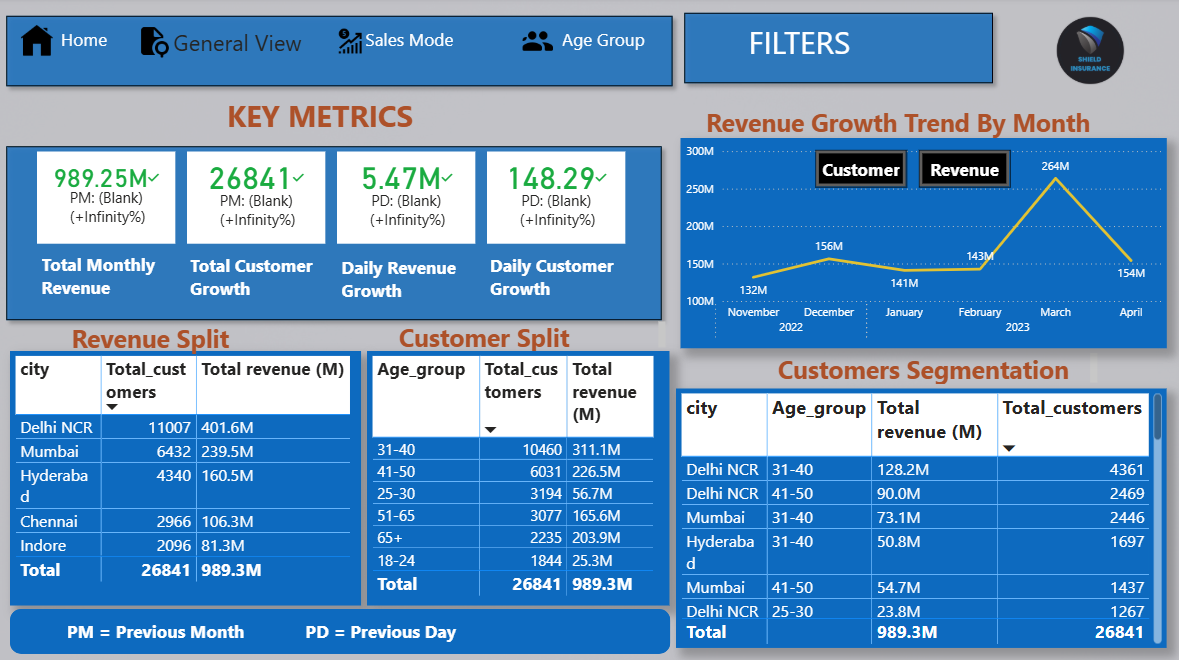 Home
General View
Sales Mode
Age Group
FILTERS
SHIELD
INSURANCE
KEY METRICS
989.25M
PM: (Blank)
(+Infinity%)
26841
PM: (Blank)
(+Infinity%)
5.47M
PD: (Blank)
(+Infinity%)
148.29
PD: (Blank)
(+Infinity%)
Total Monthly
Revenue
Total Customer
Growth
Daily Revenue
Growth
Daily Customer
Growth
Revenue Growth Trend By Month
Customer
Revenue
300M
250M
200M
150M
100M
132M
156M
141M
143M
264M
154M
November
December
January
February
March
April
2022
2023
Revenue Split
city Total_cust Total revenue (M)
omers
Delhi NCR 11007 401.6M
Mumbai 6432 239.5M
Hyderaba 4340 160.5M
d
Chennai 2966 106.3M
Indore 2096 81.3M
Total 26841 989.3M
Customer Split
Age_group Total_cus Total
tomers revenue
(M)
31-40 10460 311.1M
41-50 6031 226.5M
25-30 3194 56.7M
51-65 3077 165.6M
65+ 2235 203.9M
18-24 1844 25.3M
Total 26841 989.3M
Customers Segmentation
city Age_group Total Total_customers
revenue (M)
Delhi NCR 31-40 128.2M 4361
Delhi NCR 41-50 90.0M 2469
Mumbai 31-40 73.1M 2446
Hyderaba 31-40 50.8M 1697
d
Mumbai 41-50 54.7M 1437
Delhi NCR 25-30 23.8M 1267
Total 989.3M 26841
PM = Previous Month
PD = Previous Day